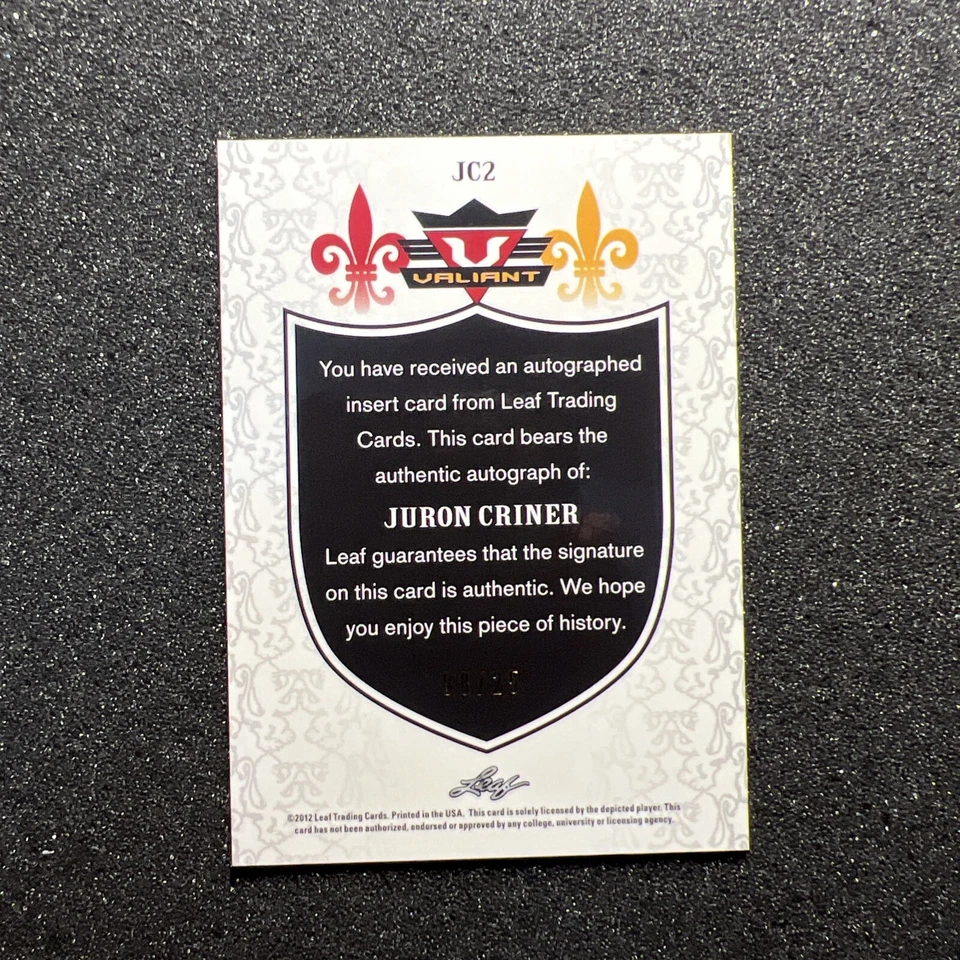 JC2
VALIANT
You have received an autographed
insert card from Leaf Trading
Cards. This card bears the
authentic autograph of:
JURON CRINER
Leaf guarantees that the signature
on this card is authentic. We hope
you enjoy this piece of history.
Leaf
©2012 Leaf Trading Cards. Printed in the USA. This card is solely licensed by the depicted player. This
card has not been authorized, endorsed or approved by any college, university or licensing agency.